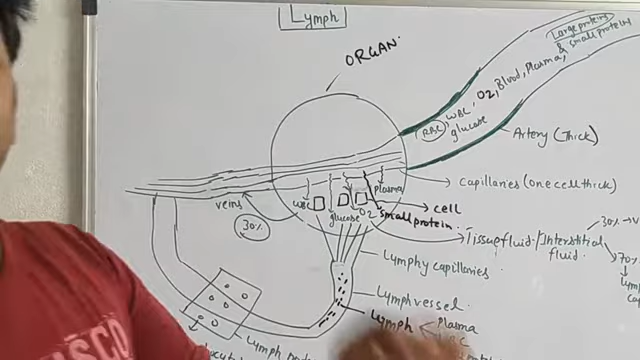 Lymph
ORGAN
Large proteins
& small protein
RBC, WBC, O2, Blood, Plasma,
glucose
Artery (Thick)
Capillaries (one cell thick)
plasma
WBC
glucose O2
small protein
cell
veins
30%
Tissue fluid/Interstitial
fluid
30% → v
70%
Lymphy capillaries
Lymph vessel
Lymph
Plasma
Lymph